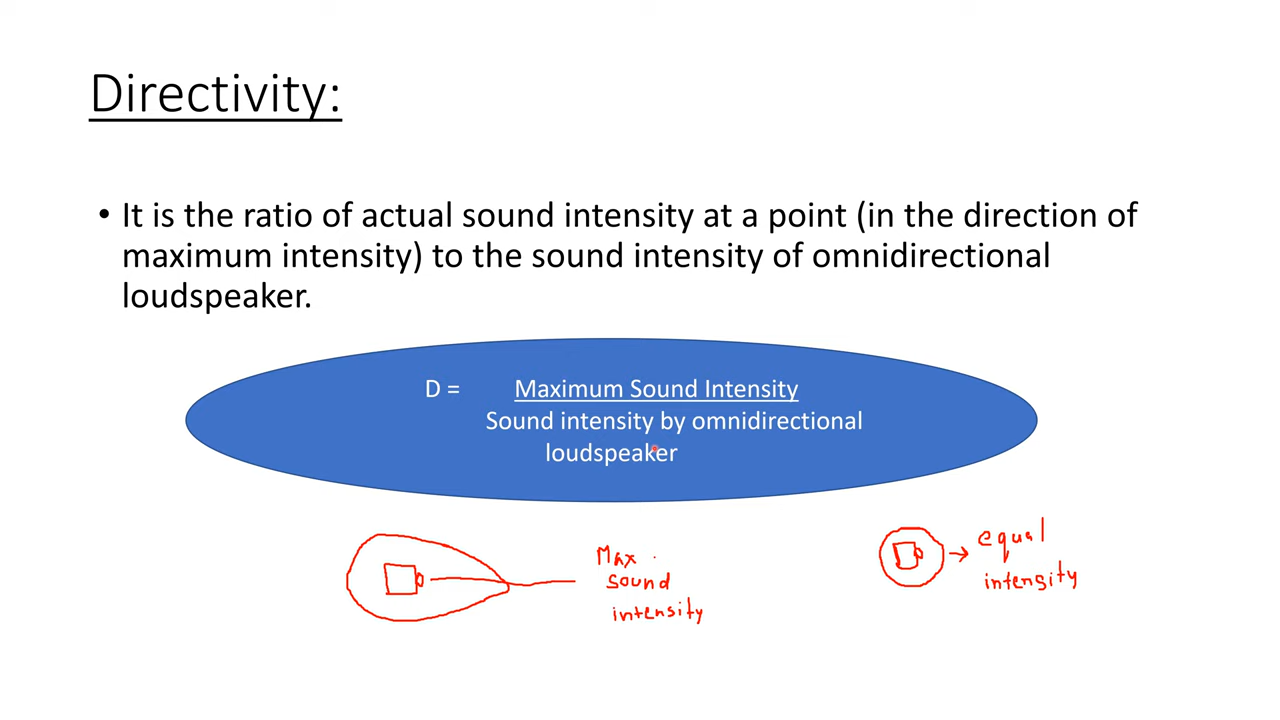 Directivity:
• It is the ratio of actual sound intensity at a point (in the direction of
maximum intensity) to the sound intensity of omnidirectional
loudspeaker.
D = Maximum Sound Intensity
Sound intensity by omnidirectional
loudspeaker
Max
sound
intensity
equal
intensity